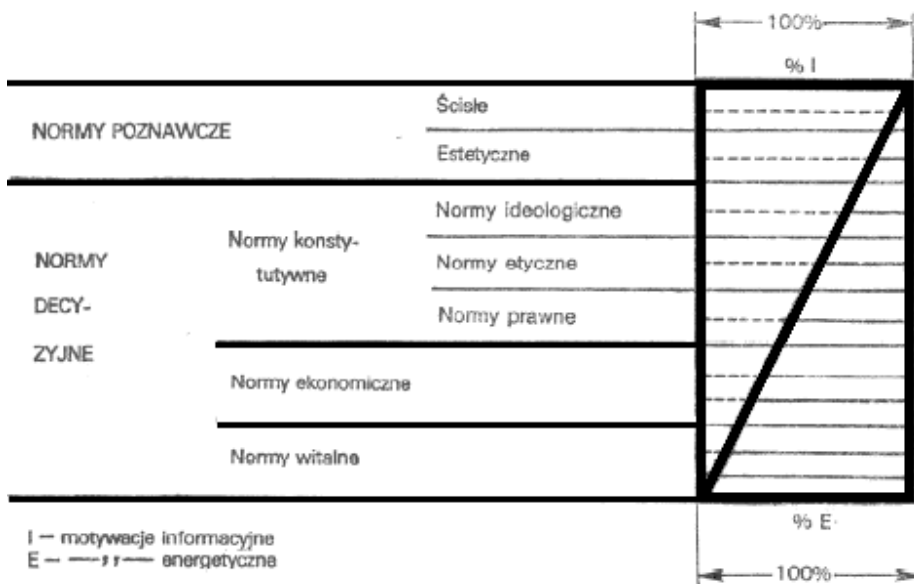 100%
% I
NORMY POZNAWCZE
Ścisłe
Estetyczne
NORMY
DECY-
ZYJNE
Normy konsty-
tutywne
Normy ideologiczne
Normy etyczne
Normy prawne
Normy ekonomiczne
Normy witalne
% E
100%
I — motywacje informacyjne
E — —„— energetyczne